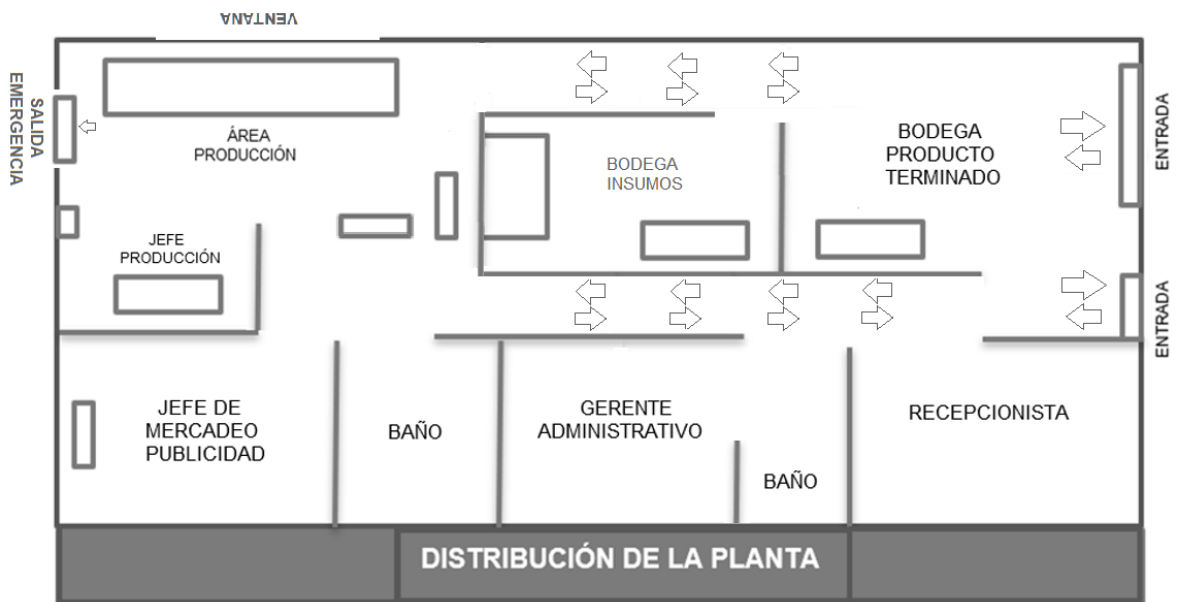 VENTANA
SALIDA
EMERGENCIA
ÁREA
PRODUCCIÓN
BODEGA
INSUMOS
BODEGA
PRODUCTO
TERMINADO
ENTRADA
JEFE
PRODUCCIÓN
ENTRADA
JEFE DE
MERCADEO
PUBLICIDAD
BAÑO
GERENTE
ADMINISTRATIVO
BAÑO
RECEPCIONISTA
DISTRIBUCIÓN DE LA PLANTA